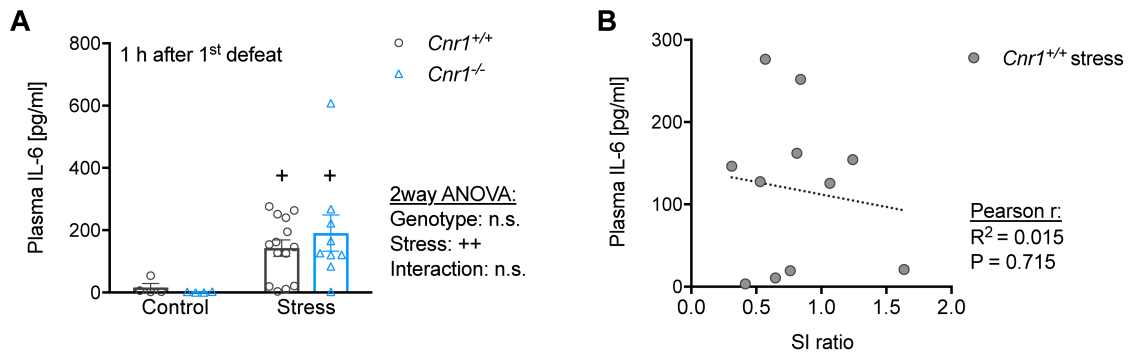 A
1 h after 1st defeat
Cnr1+/+
Cnr1-/-
Plasma IL-6 [pg/ml]
800
600
400
200
0
+ +
Control Stress
2way ANOVA:
Genotype: n.s.
Stress: ++
Interaction: n.s.
B
Plasma IL-6 [pg/ml]
300
200
100
0
0.0 0.5 1.0 1.5 2.0
SI ratio
Cnr1+/+ stress
Pearson r:
R2 = 0.015
P = 0.715